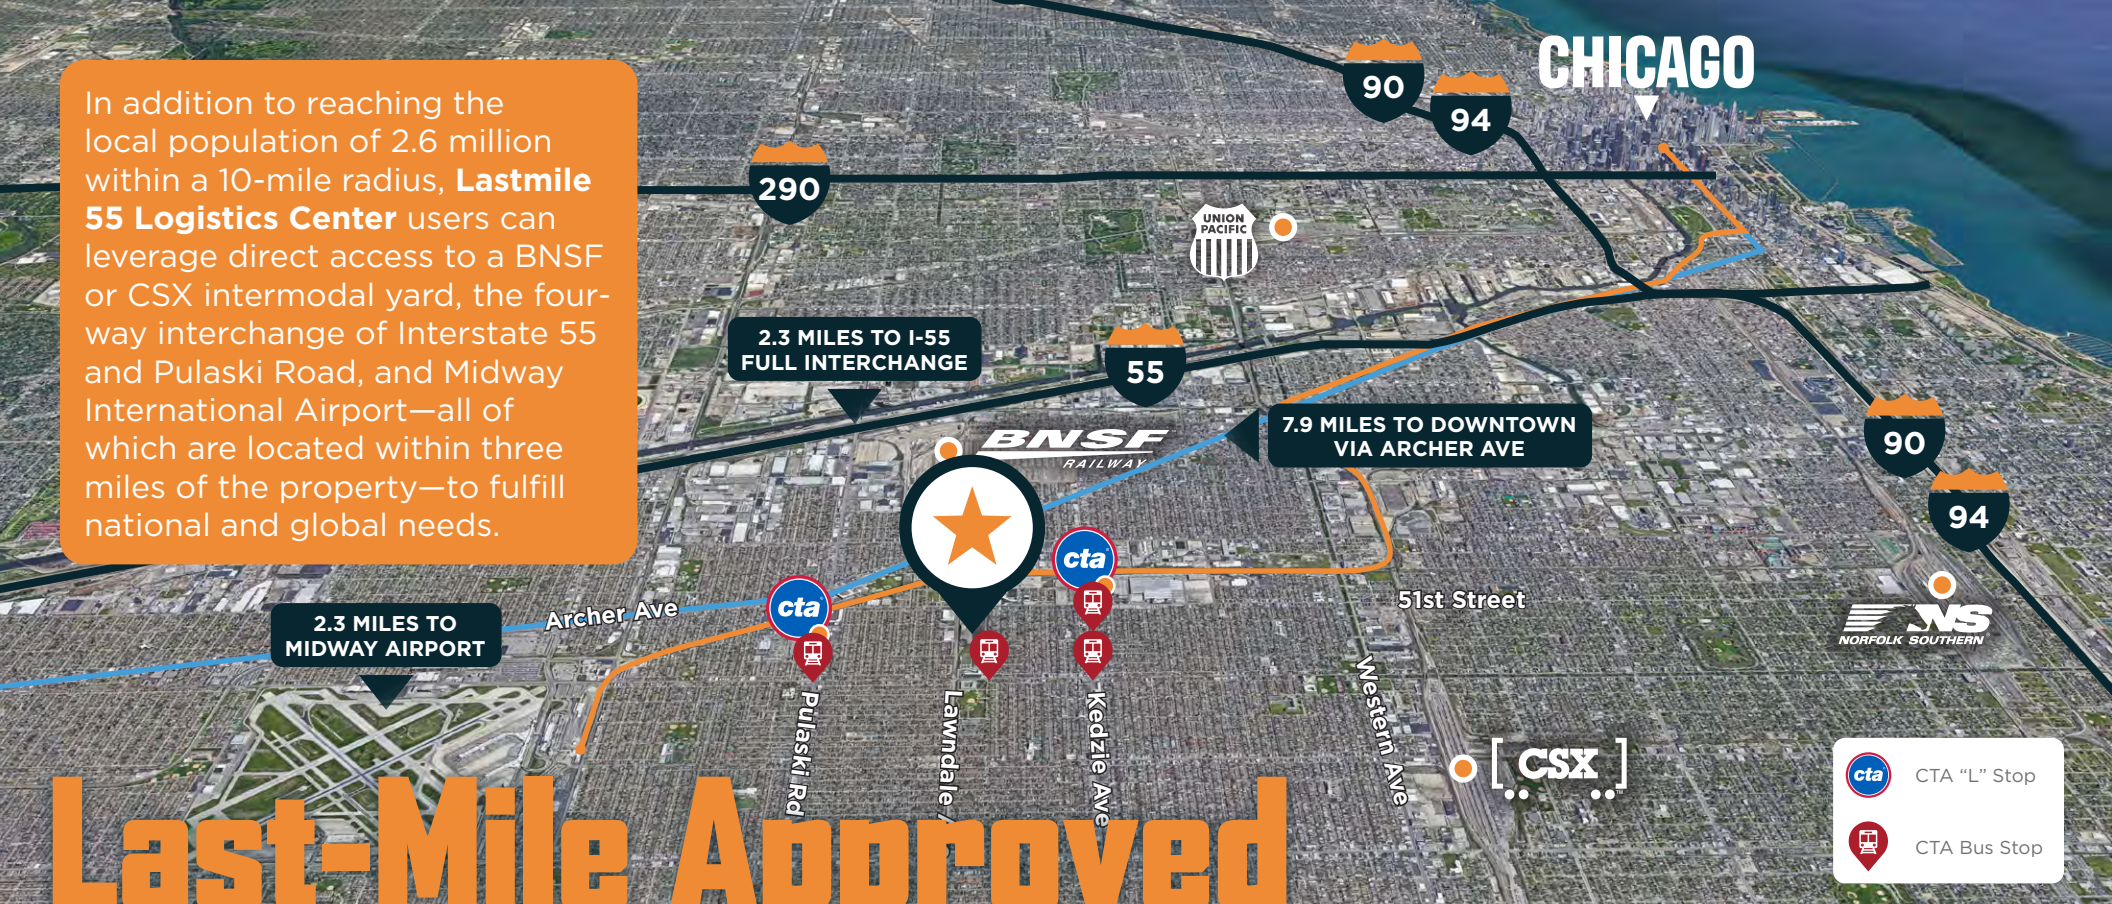 In addition to reaching the
local population of 2.6 million
within a 10-mile radius, Lastmile
55 Logistics Center users can
leverage direct access to a BNSF
or CSX intermodal yard, the four-
way interchange of Interstate 55
and Pulaski Road, and Midway
International Airport—all of
which are located within three
miles of the property—to fulfill
national and global needs.
CHICAGO
90
94
290
UNION
PACIFIC
2.3 MILES TO I-55
FULL INTERCHANGE
55
7.9 MILES TO DOWNTOWN
VIA ARCHER AVE
BNSF
RAILWAY
90
94
cta
cta
51st Street
Archer Ave
2.3 MILES TO
MIDWAY AIRPORT
NS
NORFOLK SOUTHERN
Pulaski Rd
Lawndale
Kedzie Ave
Western Ave
CSX
cta CTA “L” Stop
CTA Bus Stop
Last-Mile Approved